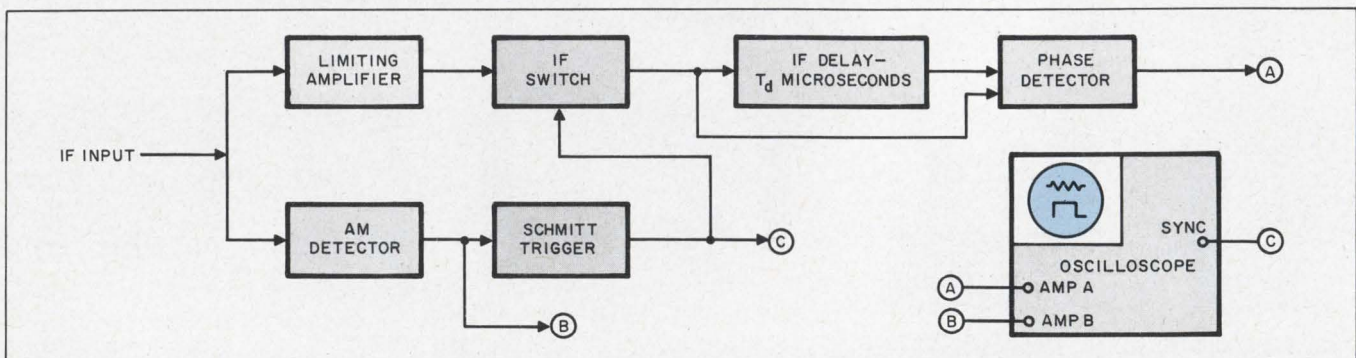 LIMITING
AMPLIFIER
IF
SWITCH
IF DELAY–
Td MICROSECONDS
PHASE
DETECTOR
A
IF INPUT
AM
DETECTOR
SCHMITT
TRIGGER
C
B
SYNC
C
OSCILLOSCOPE
A
AMP A
B
AMP B